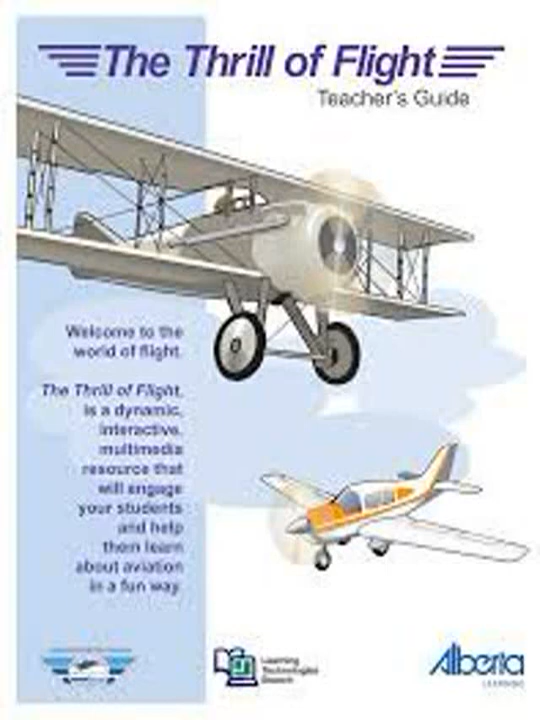 The Thrill of Flight
Teacher's Guide
Welcome to the
world of flight.
The Thrill of Flight,
is a dynamic,
interactive,
multimedia
resource that
will engage
your students
and help
them learn
about aviation
in a fun way.
Learning
Technologies
Branch
Alberta
LEARNING